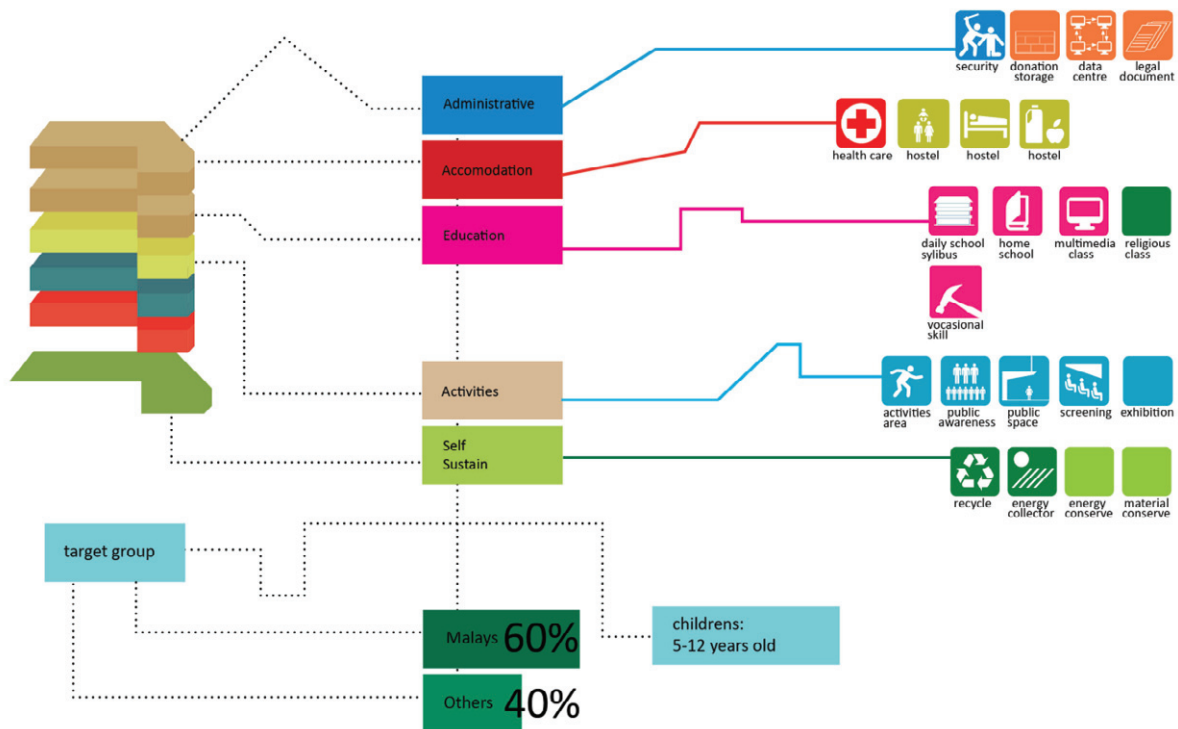 security
donation
storage
data
centre
legal
document
Administrative
health care
hostel
hostel
hostel
Accomodation
Education
daily school
sylibus
home
school
multimedia
class
religious
class
vocasional
skill
Activities
activities
area
public
awareness
public
space
screening
exhibition
Self
Sustain
recycle
energy
collector
energy
conserve
material
conserve
target group
Malays 60%
childrens:
5-12 years old
Others 40%